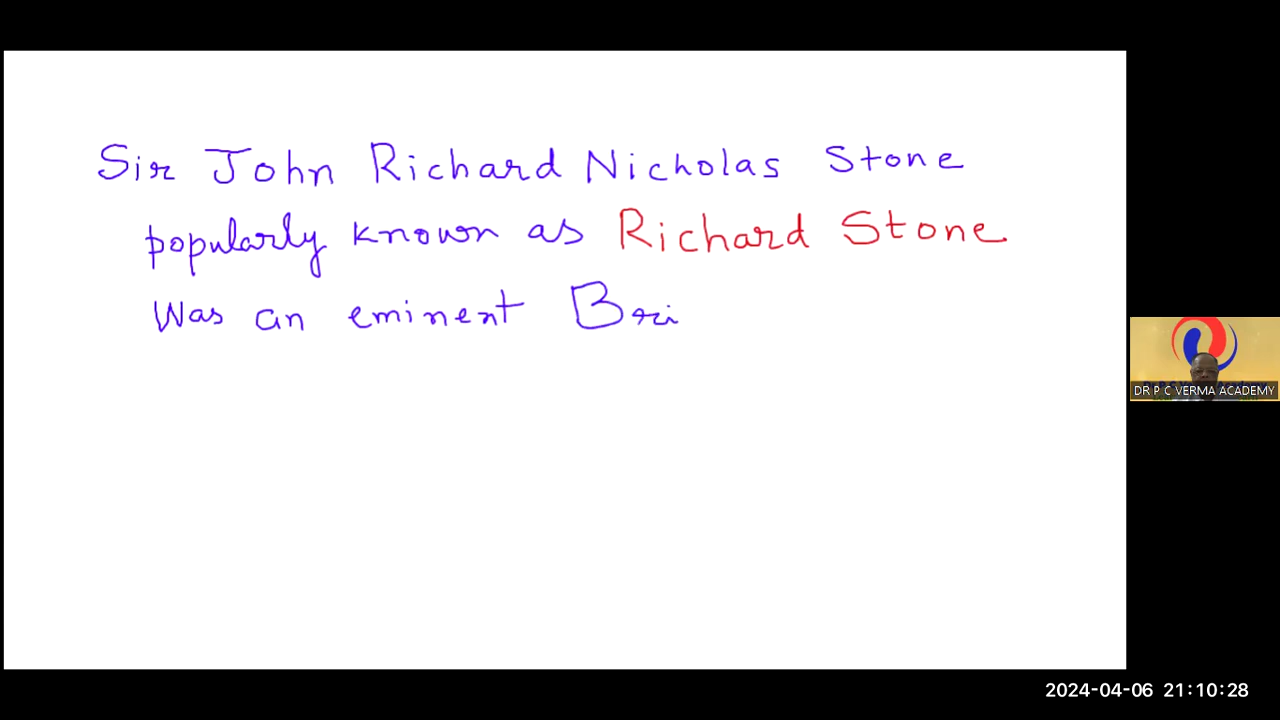 Sir John Richard Nicholas Stone
popularly known as Richard Stone
Was an eminent Bri
DR P C VERMA ACADEMY
2024-04-06 21:10:28